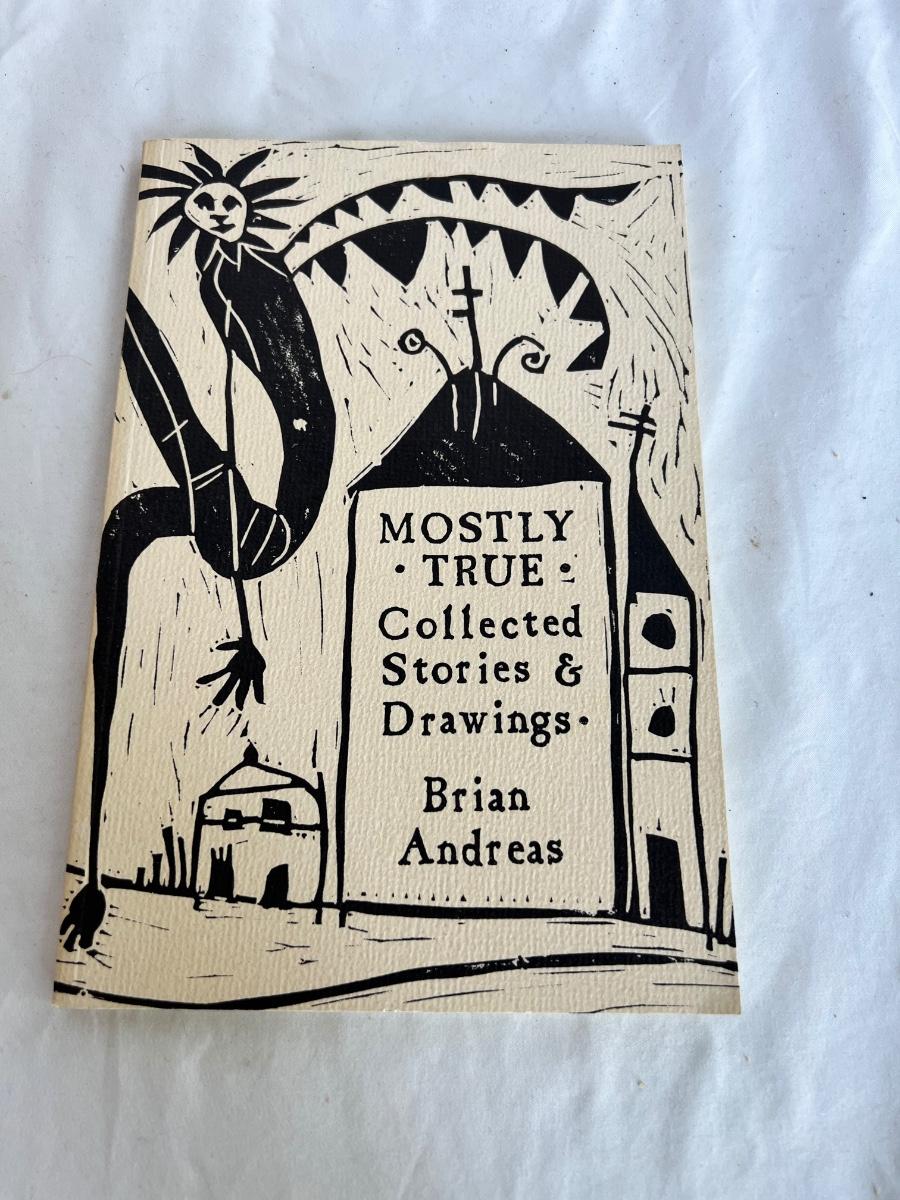 MOSTLY
· TRUE ·
Collected
Stories &
Drawings·
Brian
Andreas